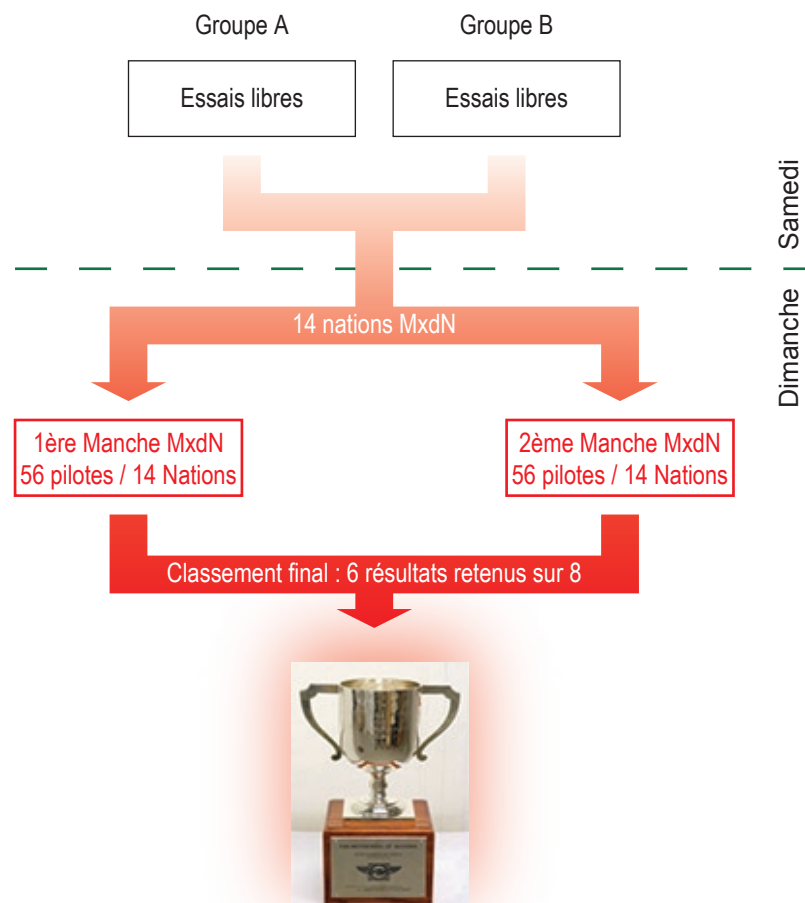 Groupe A
Groupe B
Essais libres
Essais libres
Samedi
Dimanche
14 nations MxdN
1ère Manche MxdN
56 pilotes / 14 Nations
2ème Manche MxdN
56 pilotes / 14 Nations
Classement final : 6 résultats retenus sur 8